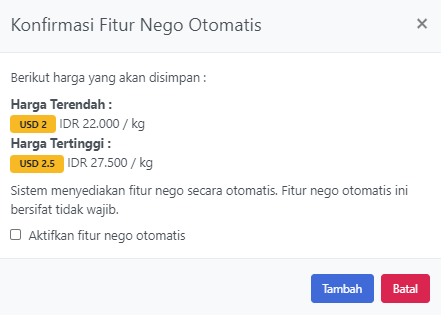 Konfirmasi Fitur Nego Otomatis ×
Berikut harga yang akan disimpan :
Harga Terendah :
USD 2 IDR 22.000 / kg
Harga Tertinggi :
USD 2.5 IDR 27.500 / kg
Sistem menyediakan fitur nego secara otomatis. Fitur nego otomatis ini
bersifat tidak wajib.
Aktifkan fitur nego otomatis
Tambah Batal